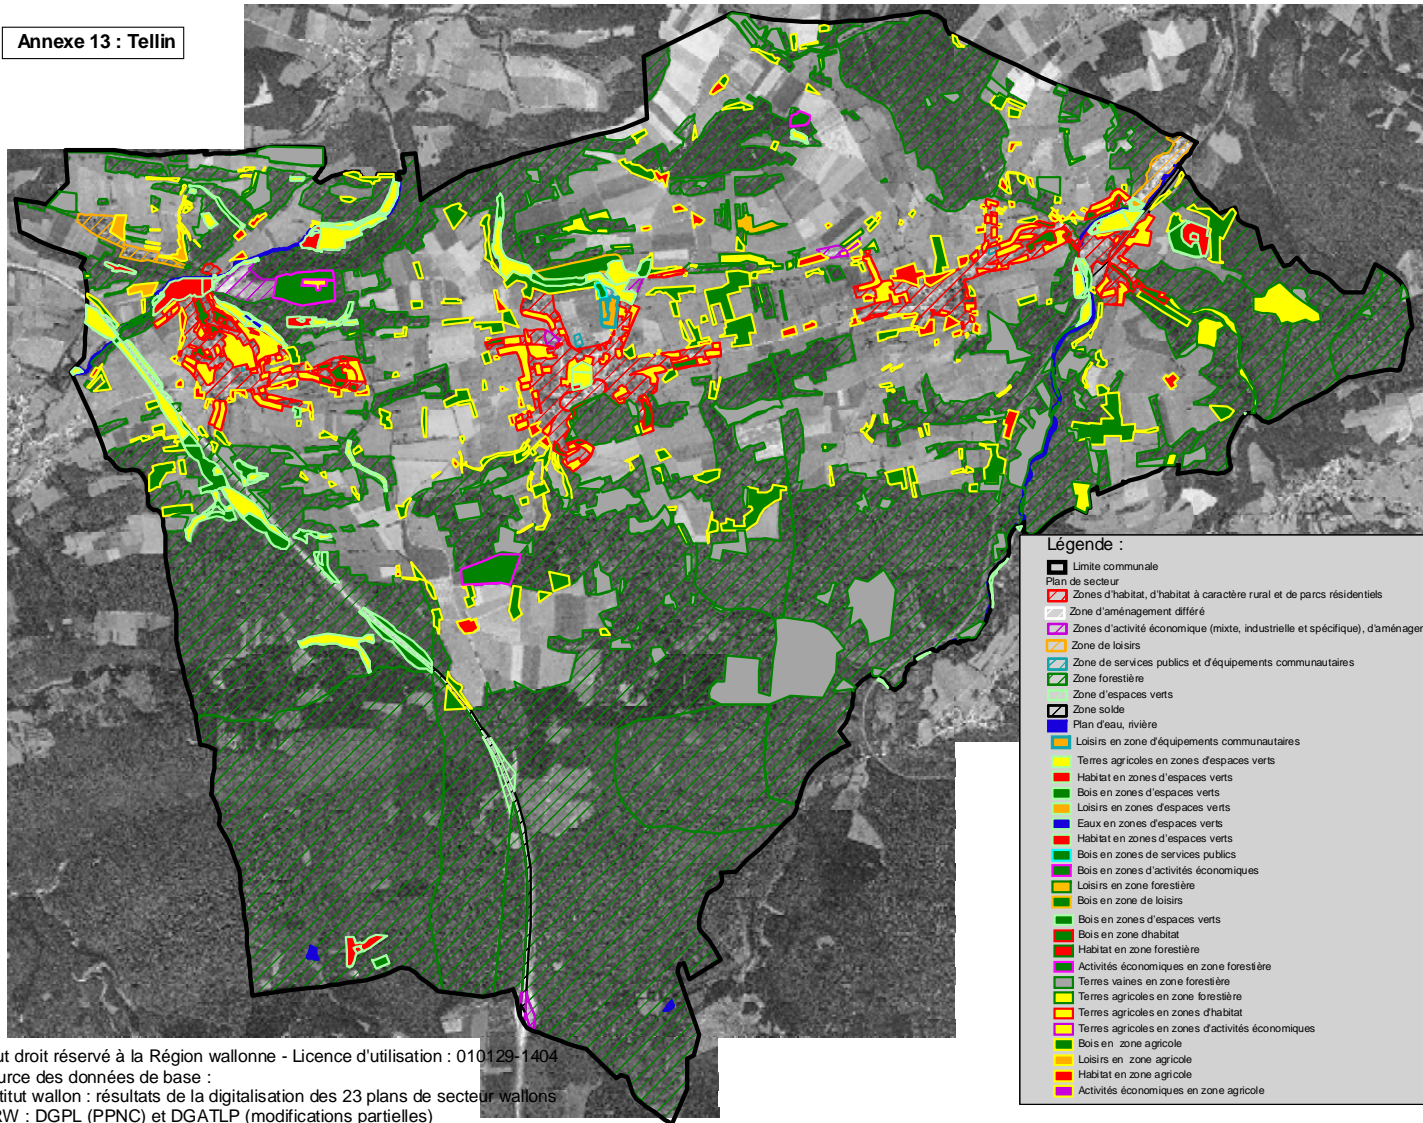 Annexe 13 : Tellin
Légende :
Limite communale
Plan de secteur
Zones d'habitat, d'habitat à caractère rural et de parcs résidentiels
Zone d'aménagement différé
Zones d'activité économique (mixte, industrielle et spécifique), d'aménager
Zone de loisirs
Zone de services publics et d'équipements communautaires
Zone forestière
Zone d'espaces verts
Zone solde
Plan d'eau, rivière
Loisirs en zone d'équipements communautaires
Terres agricoles en zones d'espaces verts
Habitat en zones d'espaces verts
Bois en zones d'espaces verts
Loisirs en zones d'espaces verts
Eaux en zones d'espaces verts
Habitat en zones d'espaces verts
Bois en zones de services publics
Bois en zones d'activités économiques
Loisirs en zone forestière
Bois en zone de loisirs
Bois en zones d'espaces verts
Bois en zone dhabitat
Habitat en zone forestière
Activités économiques en zone forestière
Terres vaines en zone forestière
Terres agricoles en zone forestière
Terres agricoles en zones d'habitat
Terres agricoles en zones d'activités économiques
Bois en zone agricole
Loisirs en zone agricole
Habitat en zone agricole
Activités économiques en zone agricole
ut droit réservé à la Région wallonne - Licence d'utilisation : 010129-1404
urce des données de base :
titut wallon : résultats de la digitalisation des 23 plans de secteur wallons
RW : DGPL (PPNC) et DGATLP (modifications partielles)